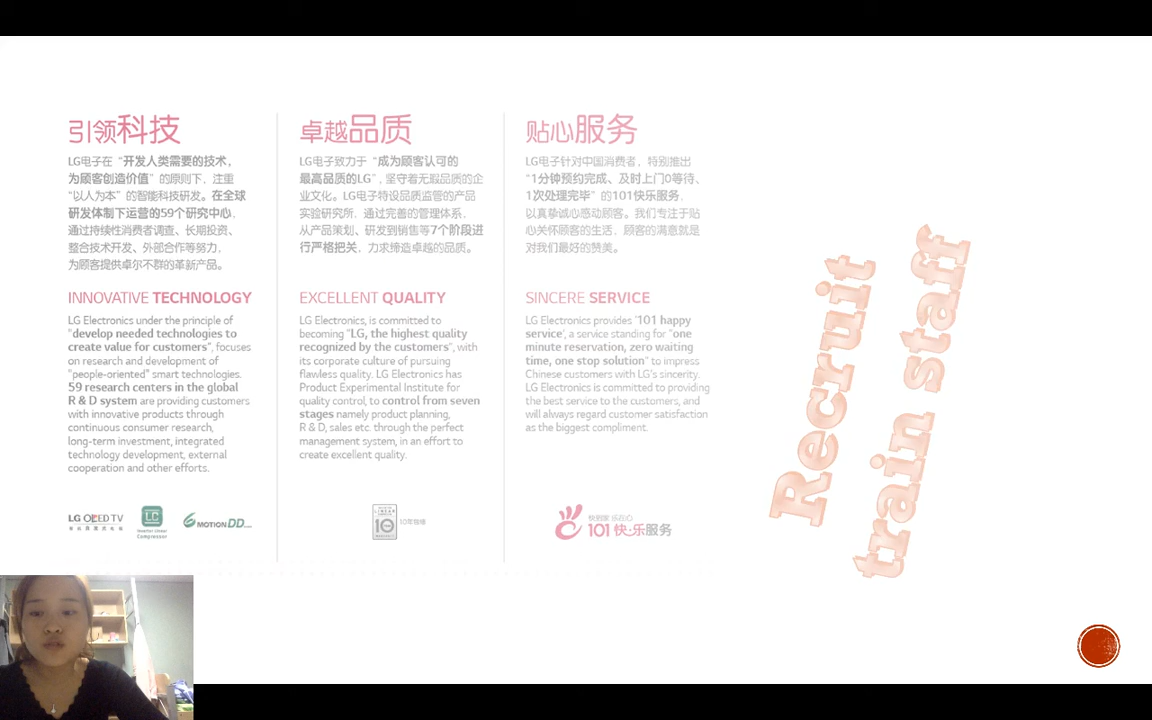 引领科技
LG电子在“开发人类需要的技术,
为顾客创造价值”的原则下，注重
“以人为本”的智能科技研发。在全球
研发体制下运营的59个研究中心,
通过持续性消费者调查、长期投资、
整合技术开发、外部合作等努力,
为顾客提供卓尔不群的革新产品。
INNOVATIVE TECHNOLOGY
LG Electronics under the principle of
"develop needed technologies to
create value for customers", focuses
on research and development of
"people-oriented" smart technologies.
59 research centers in the global
R & D system are providing customers
with innovative products through
continuous consumer research,
long-term investment, integrated
technology development, external
cooperation and other efforts.
LG OLED TV
Inverter Linear
Compressor
6 MOTION DD
卓越品质
LG电子致力于“成为顾客认可的
最高品质的LG”, 坚守着无瑕品质的企
业文化。LG电子特设品质监管的产品
实验研究所，通过完善的管理体系,
从产品策划、研发到销售等7个阶段进
行严格把关，力求缔造卓越的品质。
EXCELLENT QUALITY
LG Electronics, is committed to
becoming "LG, the highest quality
recognized by the customers", with
its corporate culture of pursuing
flawless quality. LG Electronics has
Product Experimental Institute for
quality control, to control from seven
stages namely product planning,
R & D, sales etc. through the perfect
management system, in an effort to
create excellent quality.
10
贴心服务
LG电子针对中国消费者，特别推出
“1分钟预约完成、及时上门0等待、
1次处理完毕”的101快乐服务,
以真挚诚心感动顾客。我们专注于贴
心关怀顾客的生活，顾客的满意就是
对我们最好的赞美。
SINCERE SERVICE
LG Electronics provides '101 happy
service', a service standing for "one
minute reservation, zero waiting
time, one stop solution" to impress
Chinese customers with LG's sincerity.
LG Electronics is committed to providing
the best service to the customers, and
will always regard customer satisfaction
as the biggest compliment.
101 快乐服务
Recruit
train staff